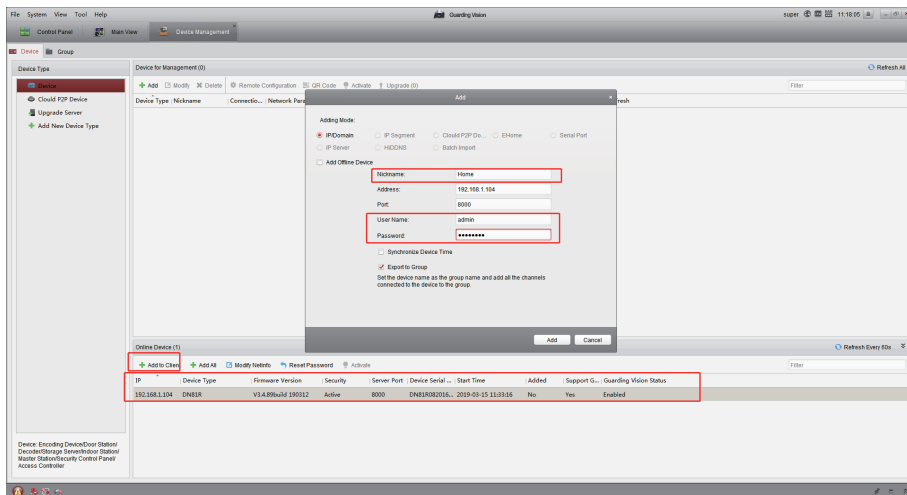 File System View Tool Help Guarding Vision super 11:18:05
Control Panel Main View Device Management
Device Group
Device Type
Device
Clould P2P Device
Upgrade Server
Add New Device Type
Device for Management (0) Refresh All
Add Modify Delete Remote Configuration QR Code Activate Upgrade (0) Filter
Device Type Nickname Connectio... Network Para resh
Add
Adding Mode:
IP/Domain IP Segment Clould P2P Do... EHome Serial Port
IP Server HIDDNS Batch Import
Add Offline Device
Nickname: Home
Address: 192.168.1.104
Port: 8000
User Name: admin
Password: ●●●●●●●●
Synchronize Device Time
Export to Group
Set the device name as the group name and add all the channels
connected to the device to the group.
Add Cancel
Online Device (1) Refresh Every 60s
Add to Client Add All Modify Netinfo Reset Password Activate Filter
IP Device Type Firmware Version Security Server Port Device Serial ... Start Time Added Support G... Guarding Vision Status
192.168.1.104 DN81R V3.4.89build 190312 Active 8000 DN81R082016... 2019-03-15 11:33:16 No Yes Enabled
Device: Encoding Device/Door Station/
Decoder/Storage Server/Indoor Station/
Master Station/Security Control Panel/
Access Controller